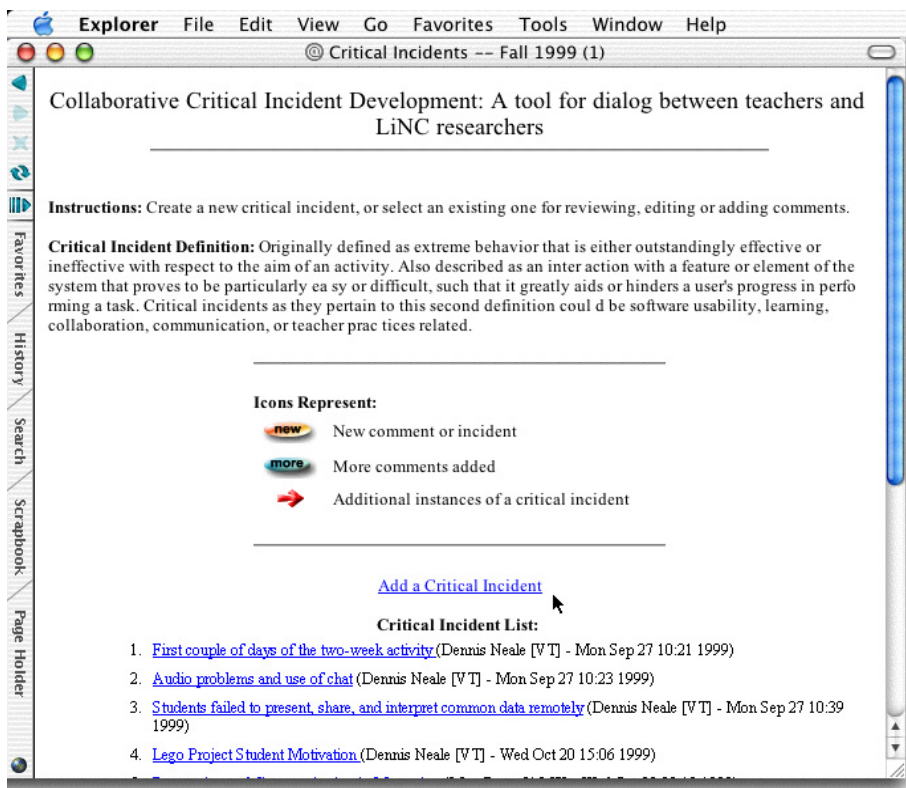 Explorer File Edit View Go Favorites Tools Window Help
@ Critical Incidents -- Fall 1999 (1)
Collaborative Critical Incident Development: A tool for dialog between teachers and
LiNC researchers
Instructions: Create a new critical incident, or select an existing one for reviewing, editing or adding comments.
Critical Incident Definition: Originally defined as extreme behavior that is either outstandingly effective or
ineffective with respect to the aim of an activity. Also described as an inter action with a feature or element of the
system that proves to be particularly ea sy or difficult, such that it greatly aids or hinders a user's progress in perfo
rming a task. Critical incidents as they pertain to this second definition coul d be software usability, learning,
collaboration, communication, or teacher prac tices related.
Icons Represent:
new New comment or incident
more More comments added
Additional instances of a critical incident
Add a Critical Incident
Critical Incident List:
1. First couple of days of the two-week activity (Dennis Neale [VT] - Mon Sep 27 10:21 1999)
2. Audio problems and use of chat (Dennis Neale [VT] - Mon Sep 27 10:23 1999)
3. Students failed to present, share, and interpret common data remotely (Dennis Neale [VT] - Mon Sep 27 10:39
1999)
4. Lego Project Student Motivation (Dennis Neale [VT] - Wed Oct 20 15:06 1999)
Favorites
History
Search
Scrapbook
Page Holder